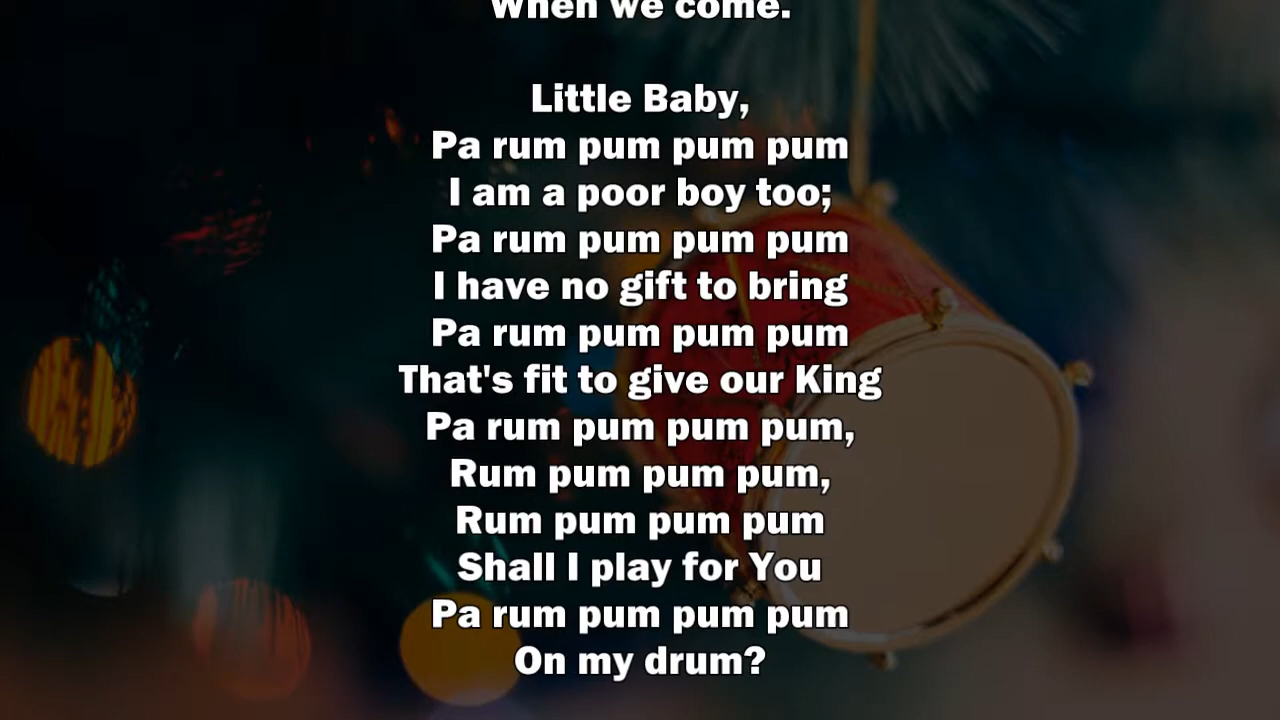 When we come.
Little Baby,
Pa rum pum pum pum
I am a poor boy too;
Pa rum pum pum pum
I have no gift to bring
Pa rum pum pum pum
That's fit to give our King
Pa rum pum pum pum,
Rum pum pum pum,
Rum pum pum pum
Shall I play for You
Pa rum pum pum pum
On my drum?